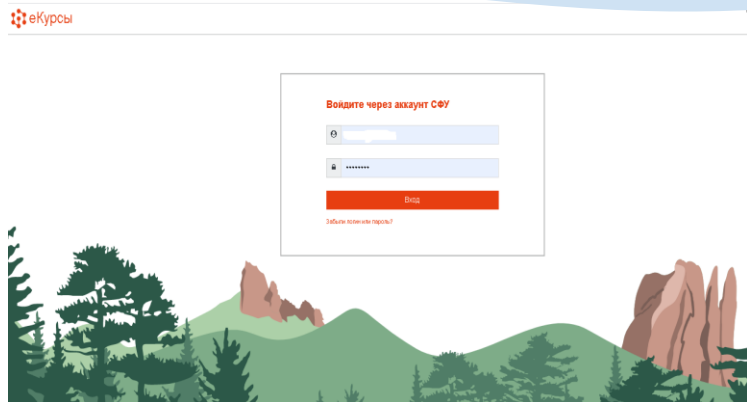 еКурсы
Войдите через аккаунт СФУ
••••••••
Вход
Забыли логин или пароль?